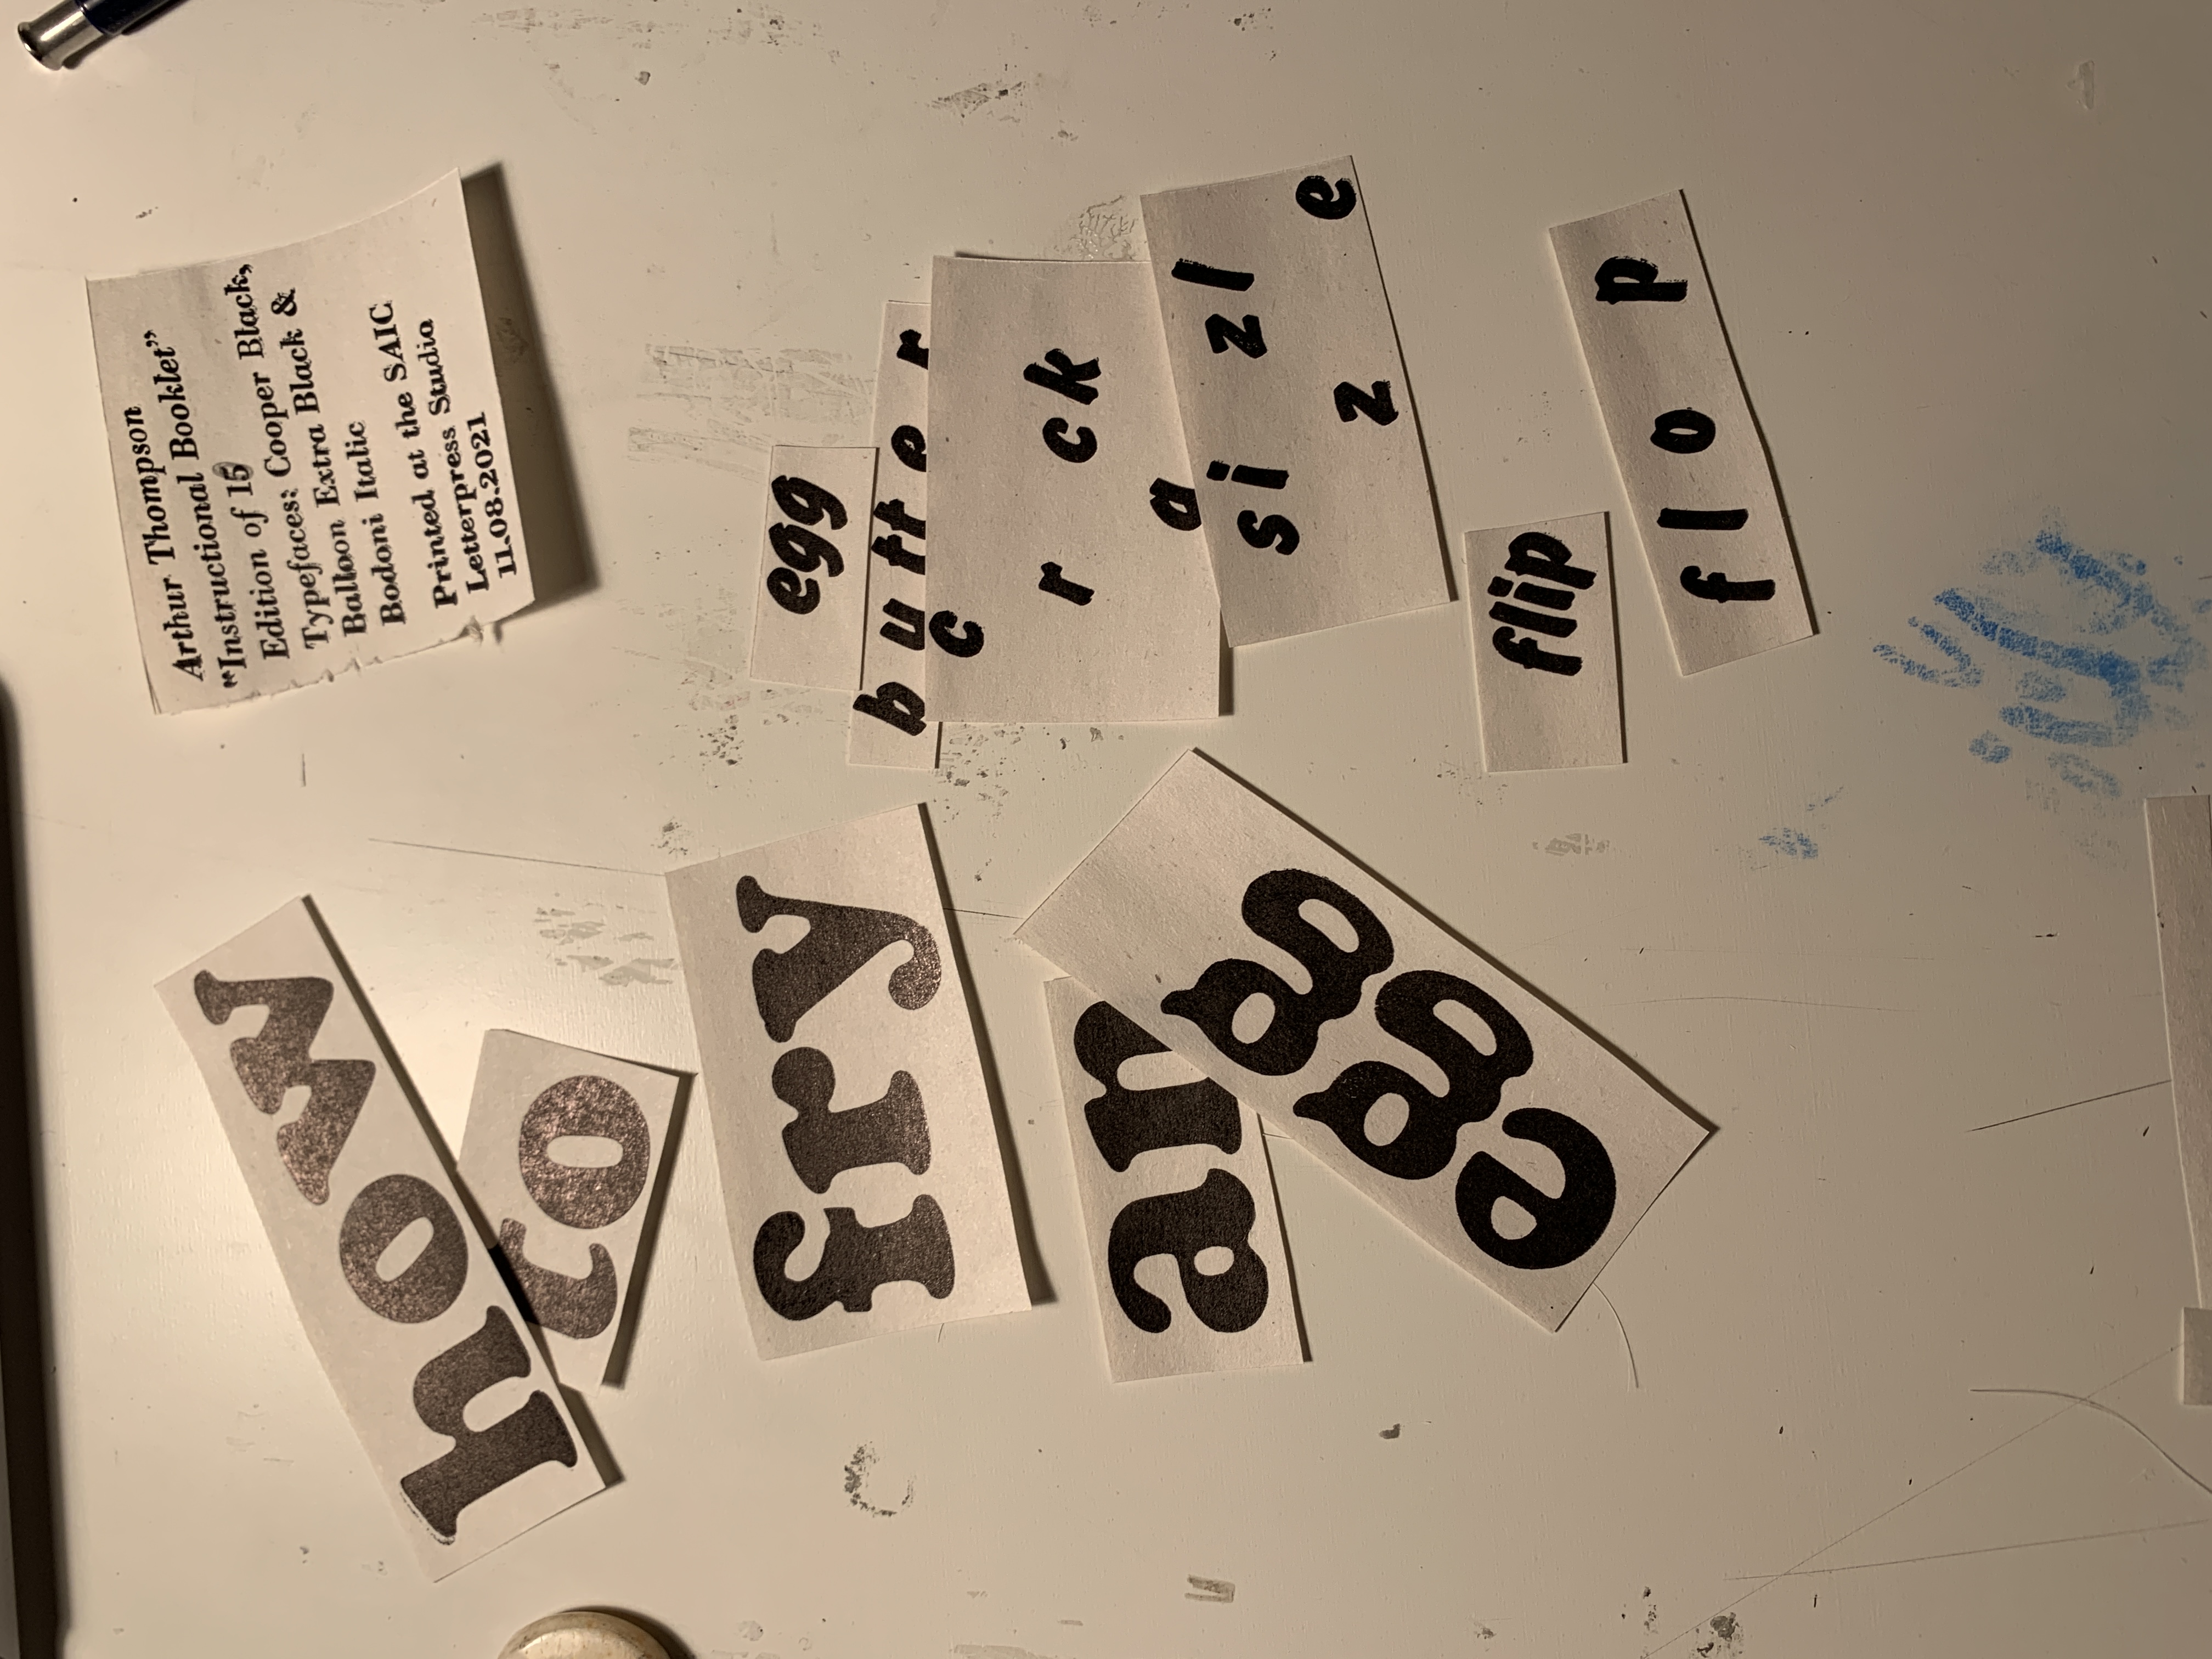 how
to
fry
an
egg
Arthur Thompson
"Instructional Booklet"
Edition of 15
Typefaces: Cooper Black,
Balloon Extra Black &
Bodoni Italic
Printed at the SAIC
Letterpress Studio
11.08.2021
egg
butter
c
r ck
a
si zl
z e
flip
flop